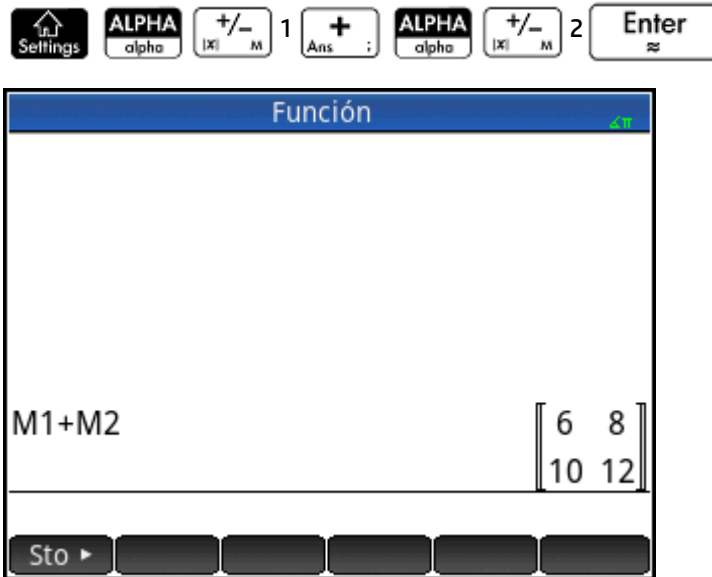 Settings ALPHA alpha +/- |x| M 1 + Ans ; ALPHA alpha +/- |x| M 2 Enter ≈
Función
∡π
M1+M2
6 8
10 12
Sto ▸